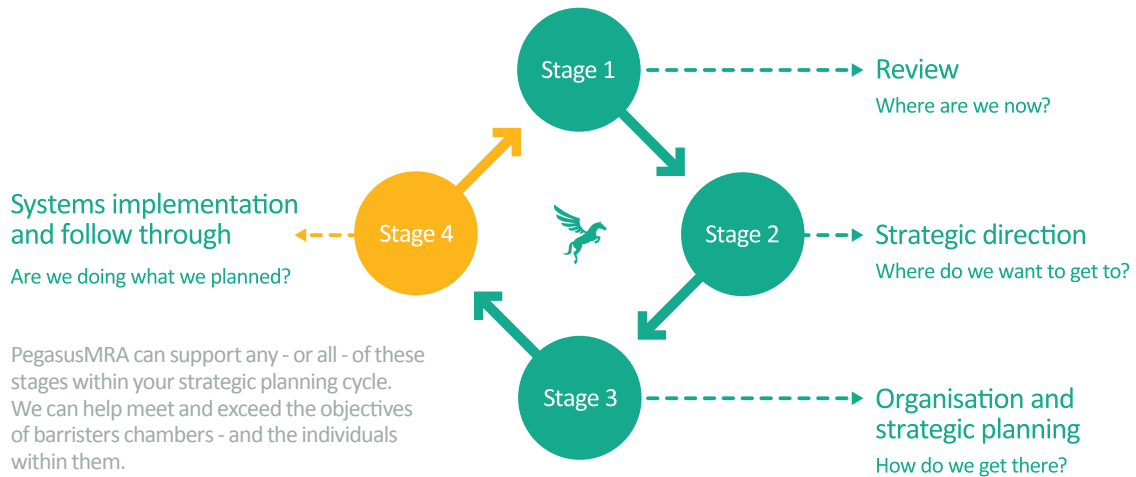 Stage 1
Review
Where are we now?
Stage 2
Strategic direction
Where do we want to get to?
Stage 3
Organisation and
strategic planning
How do we get there?
Stage 4
Systems implementation
and follow through
Are we doing what we planned?
PegasusMRA can support any - or all - of these
stages within your strategic planning cycle.
We can help meet and exceed the objectives
of barristers chambers - and the individuals
within them.